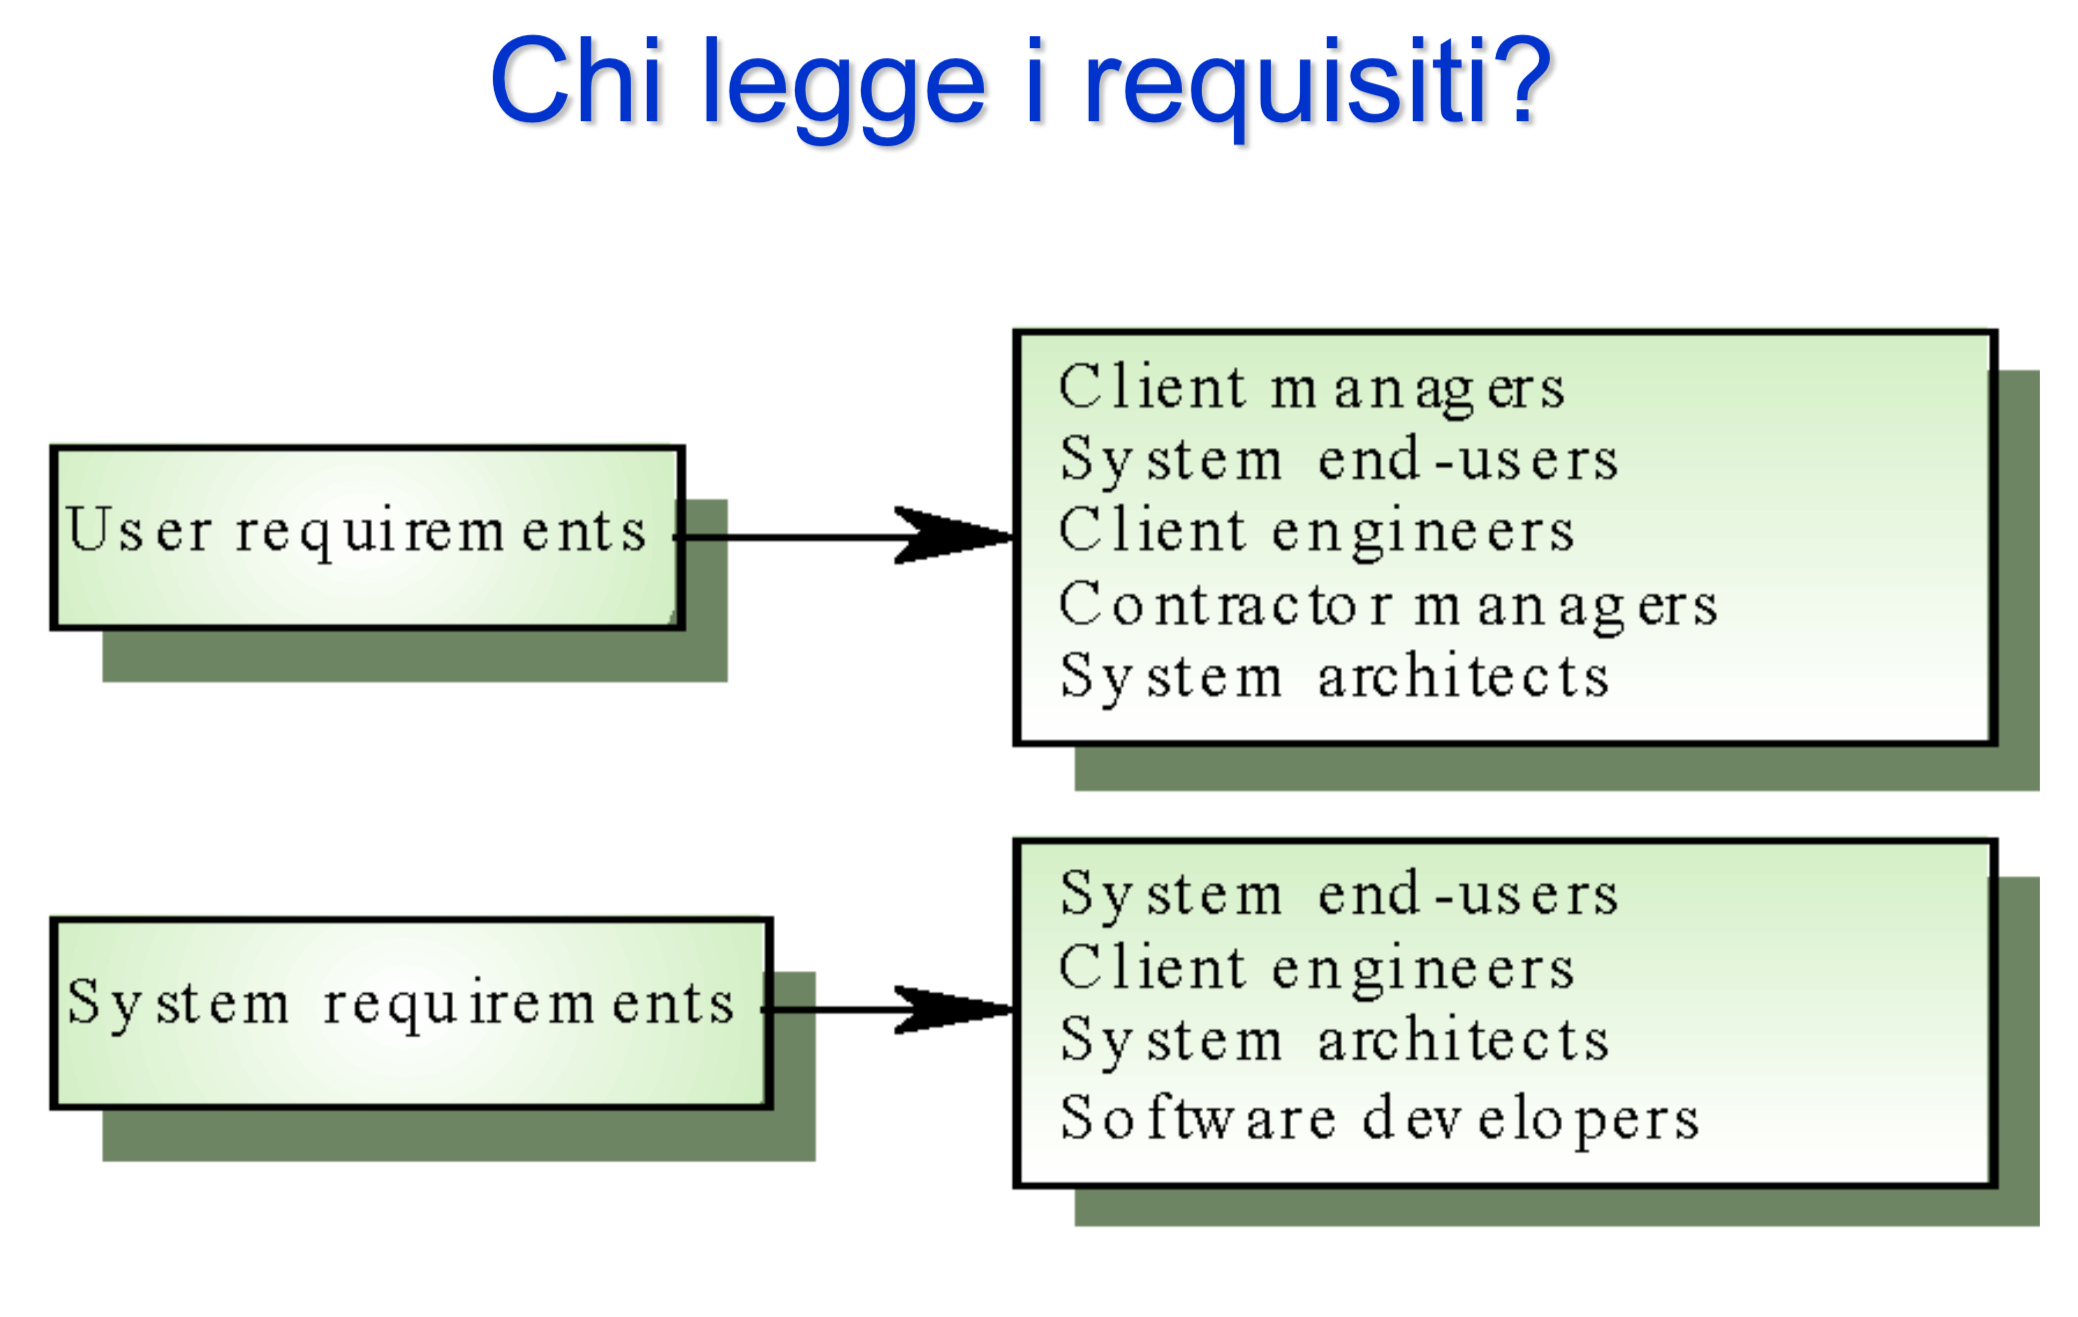 Chi legge i requisiti?
User requirements
Client managers
System end-users
Client engineers
Contractor managers
System architects
System requirements
System end-users
Client engineers
System architects
Software developers